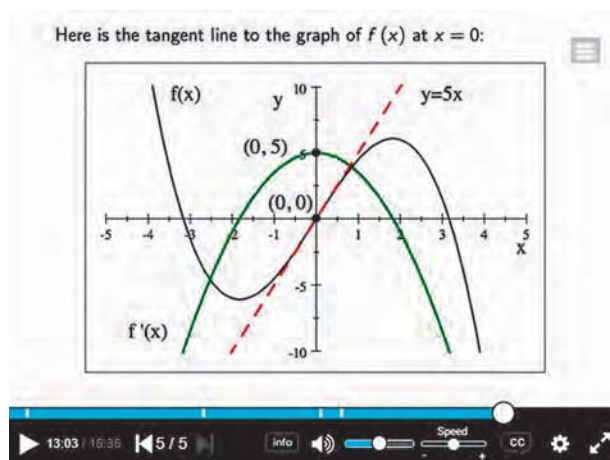 Here is the tangent line to the graph of f (x) at x = 0:
f(x)
y
10
y=5x
(0, 5)
5
(0, 0)
-5 -4 -3 -2 -1 1 2 3 4 5
x
-5
f '(x)
-10
13:03 / 15:35
5 / 5
info
Speed
- +
CC